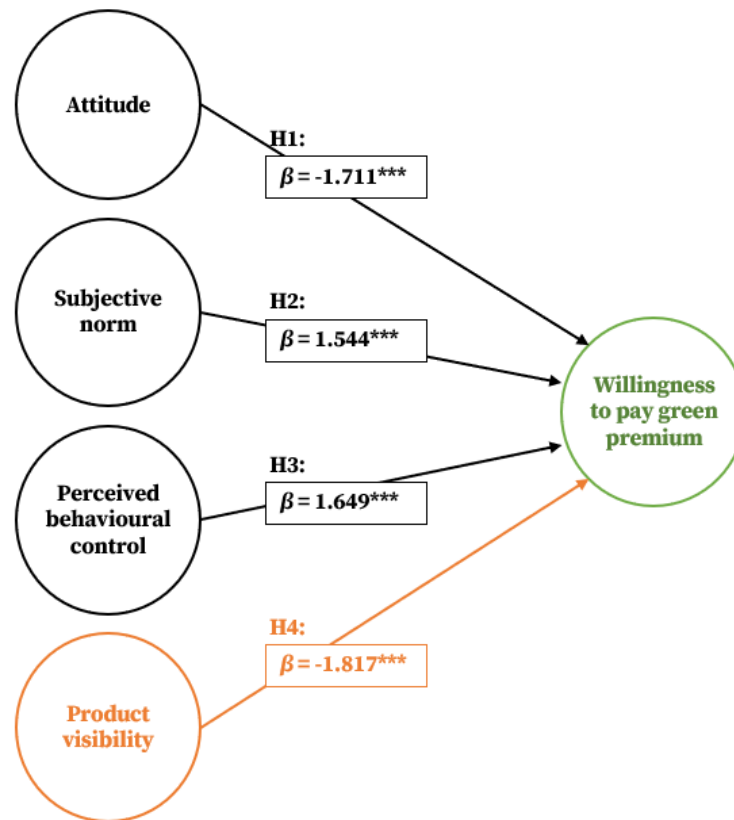 Attitude
H1:
β = -1.711***
Subjective
norm
H2:
β = 1.544***
Willingness
to pay green
premium
Perceived
behavioural
control
H3:
β = 1.649***
H4:
β = -1.817***
Product
visibility